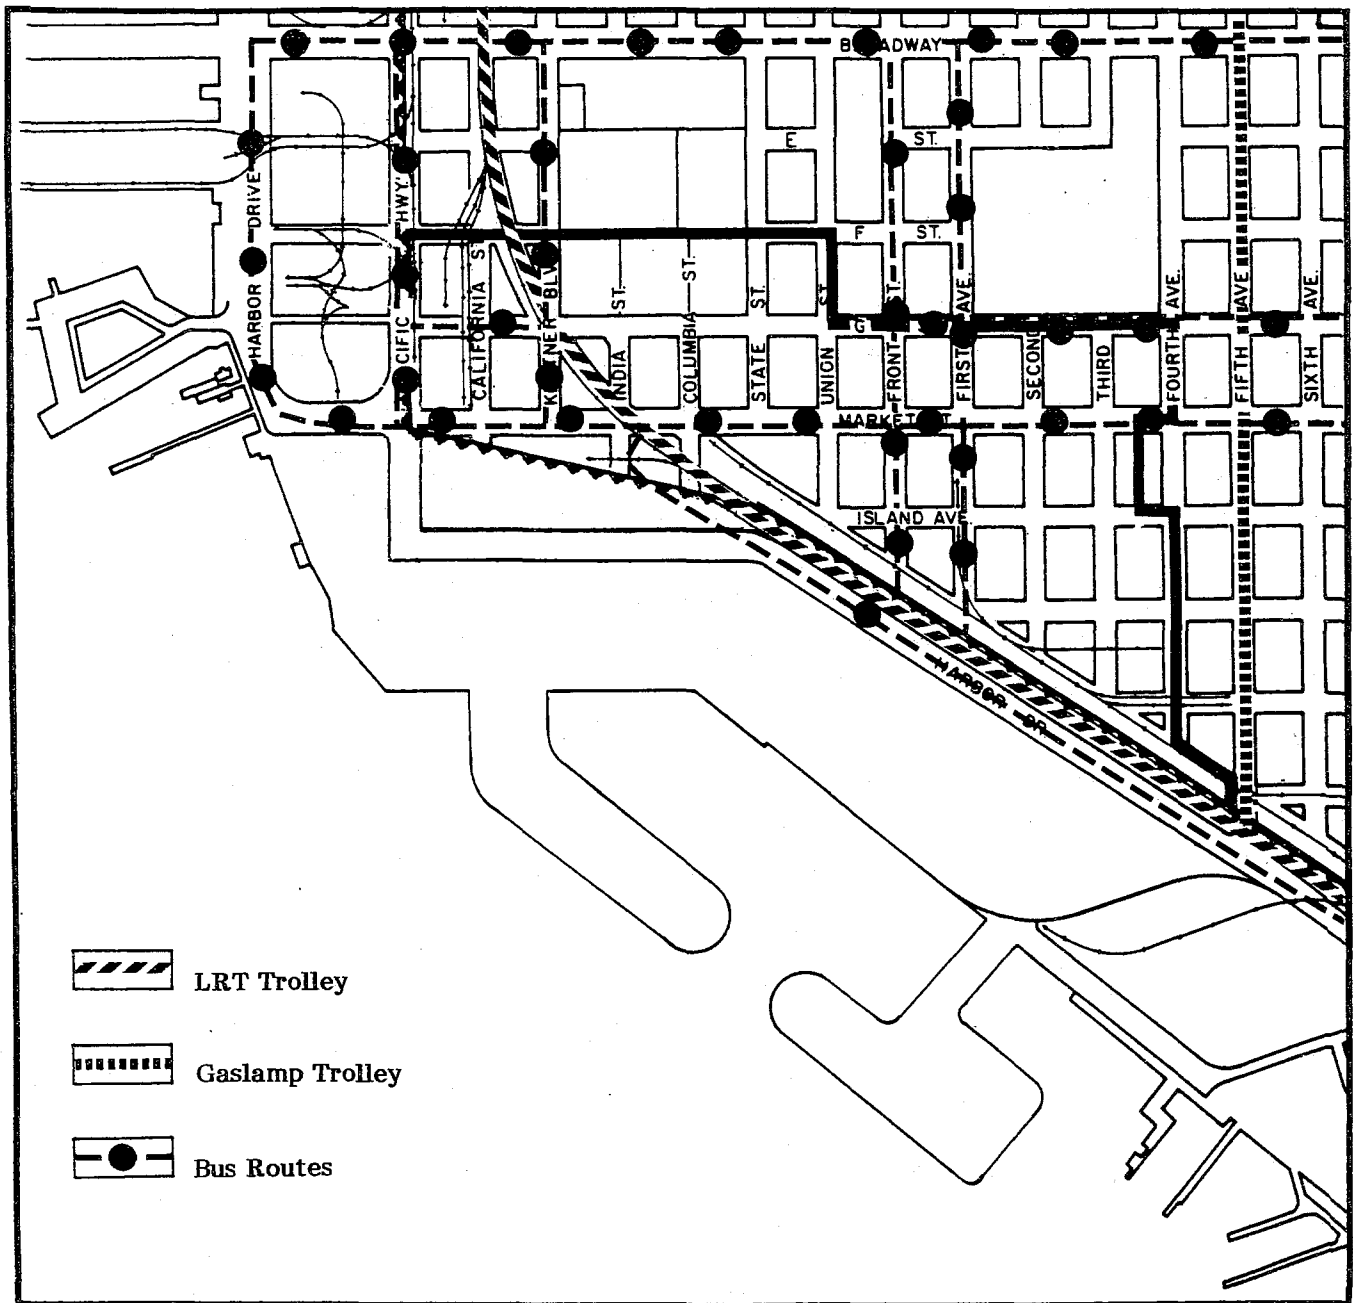 BROADWAY
E ST.
F ST.
G
HARBOR DRIVE
PACIFIC HWY.
CALIFORNIA ST.
KETTNER BLVD
INDIA ST.
COLUMBIA ST.
STATE ST.
UNION ST.
FRONT ST.
FIRST AVE.
SECOND
THIRD
FOURTH AVE.
FIFTH AVE
SIXTH AVE.
MARKET ST
ISLAND AVE
HARBOR DR.
LRT Trolley
Gaslamp Trolley
Bus Routes